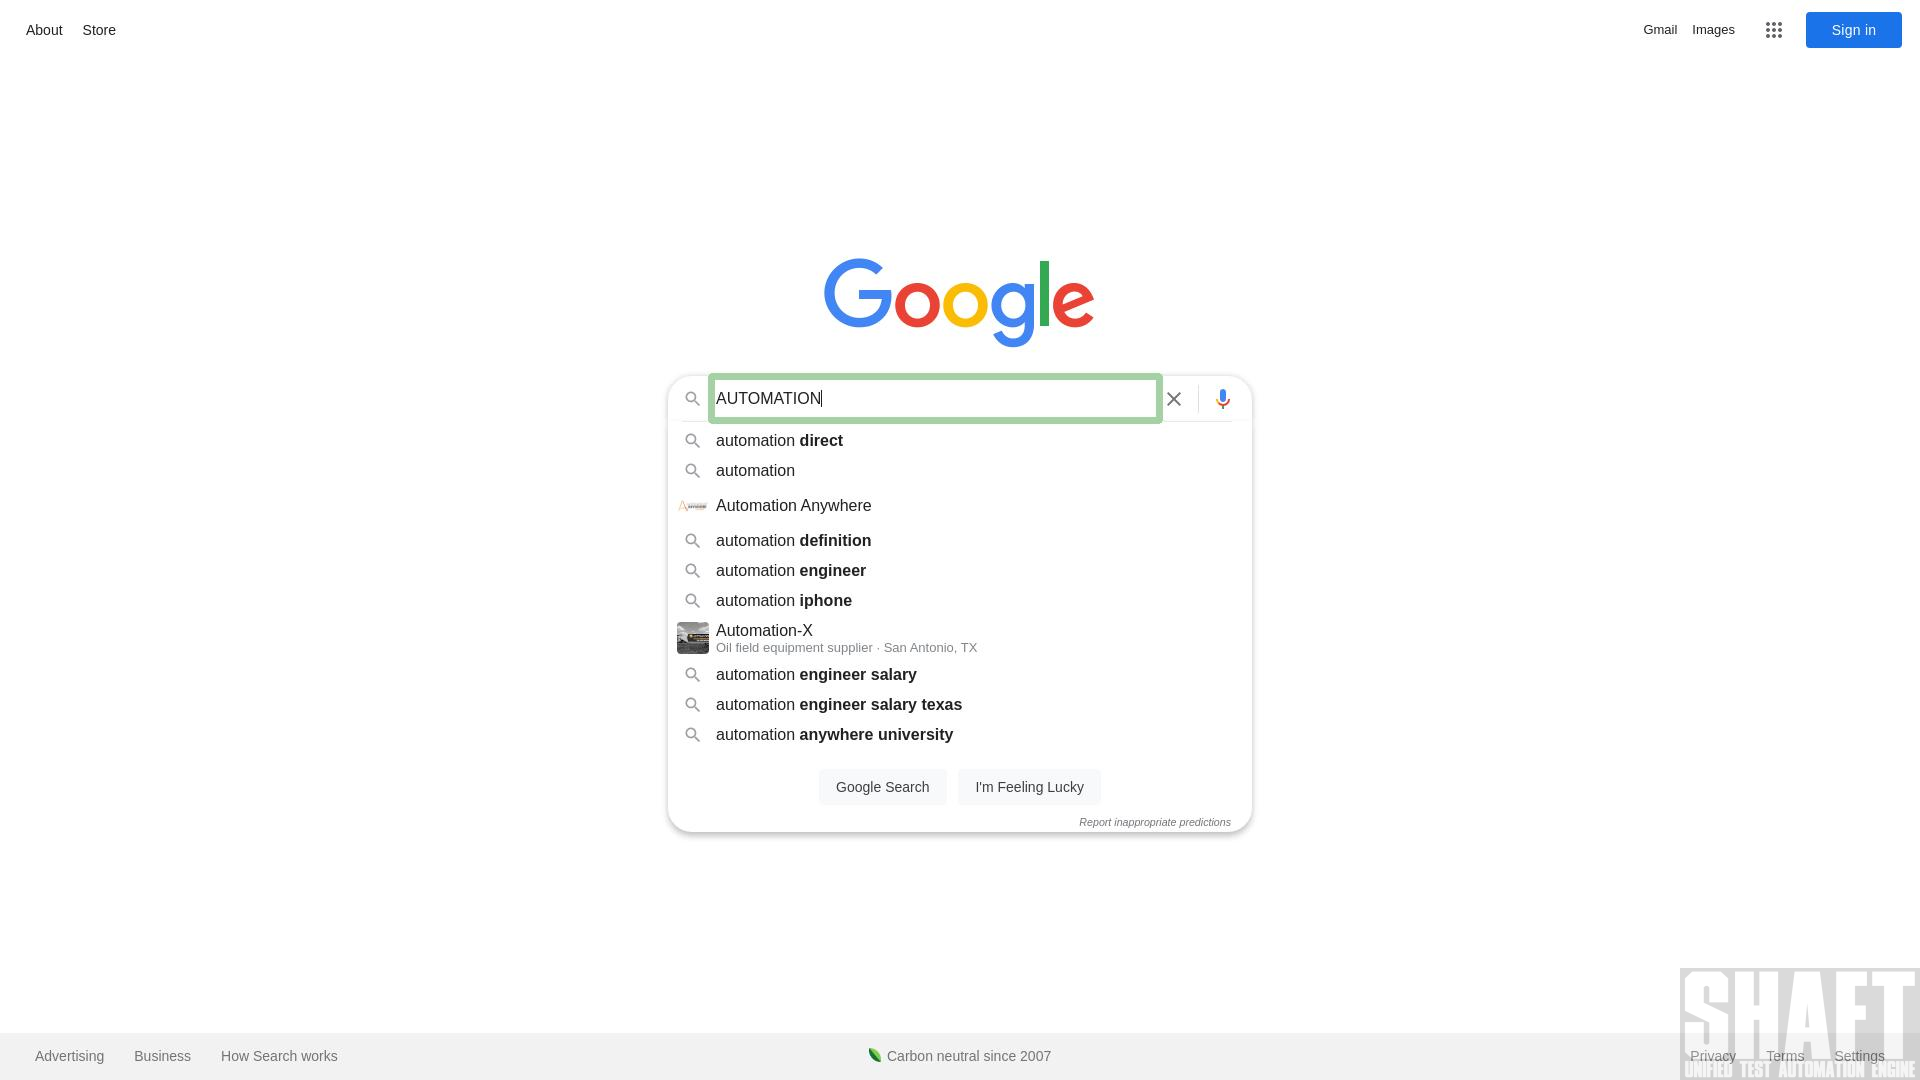 About Store
Gmail Images Sign in
Google
AUTOMATION
automation direct
automation
Automation Anywhere
automation definition
automation engineer
automation iphone
Automation-X
Oil field equipment supplier · San Antonio, TX
automation engineer salary
automation engineer salary texas
automation anywhere university
Google Search I'm Feeling Lucky
Report inappropriate predictions
SHAFT
UNIFIED TEST AUTOMATION ENGINE
Advertising Business How Search works
Carbon neutral since 2007
Privacy Terms Settings